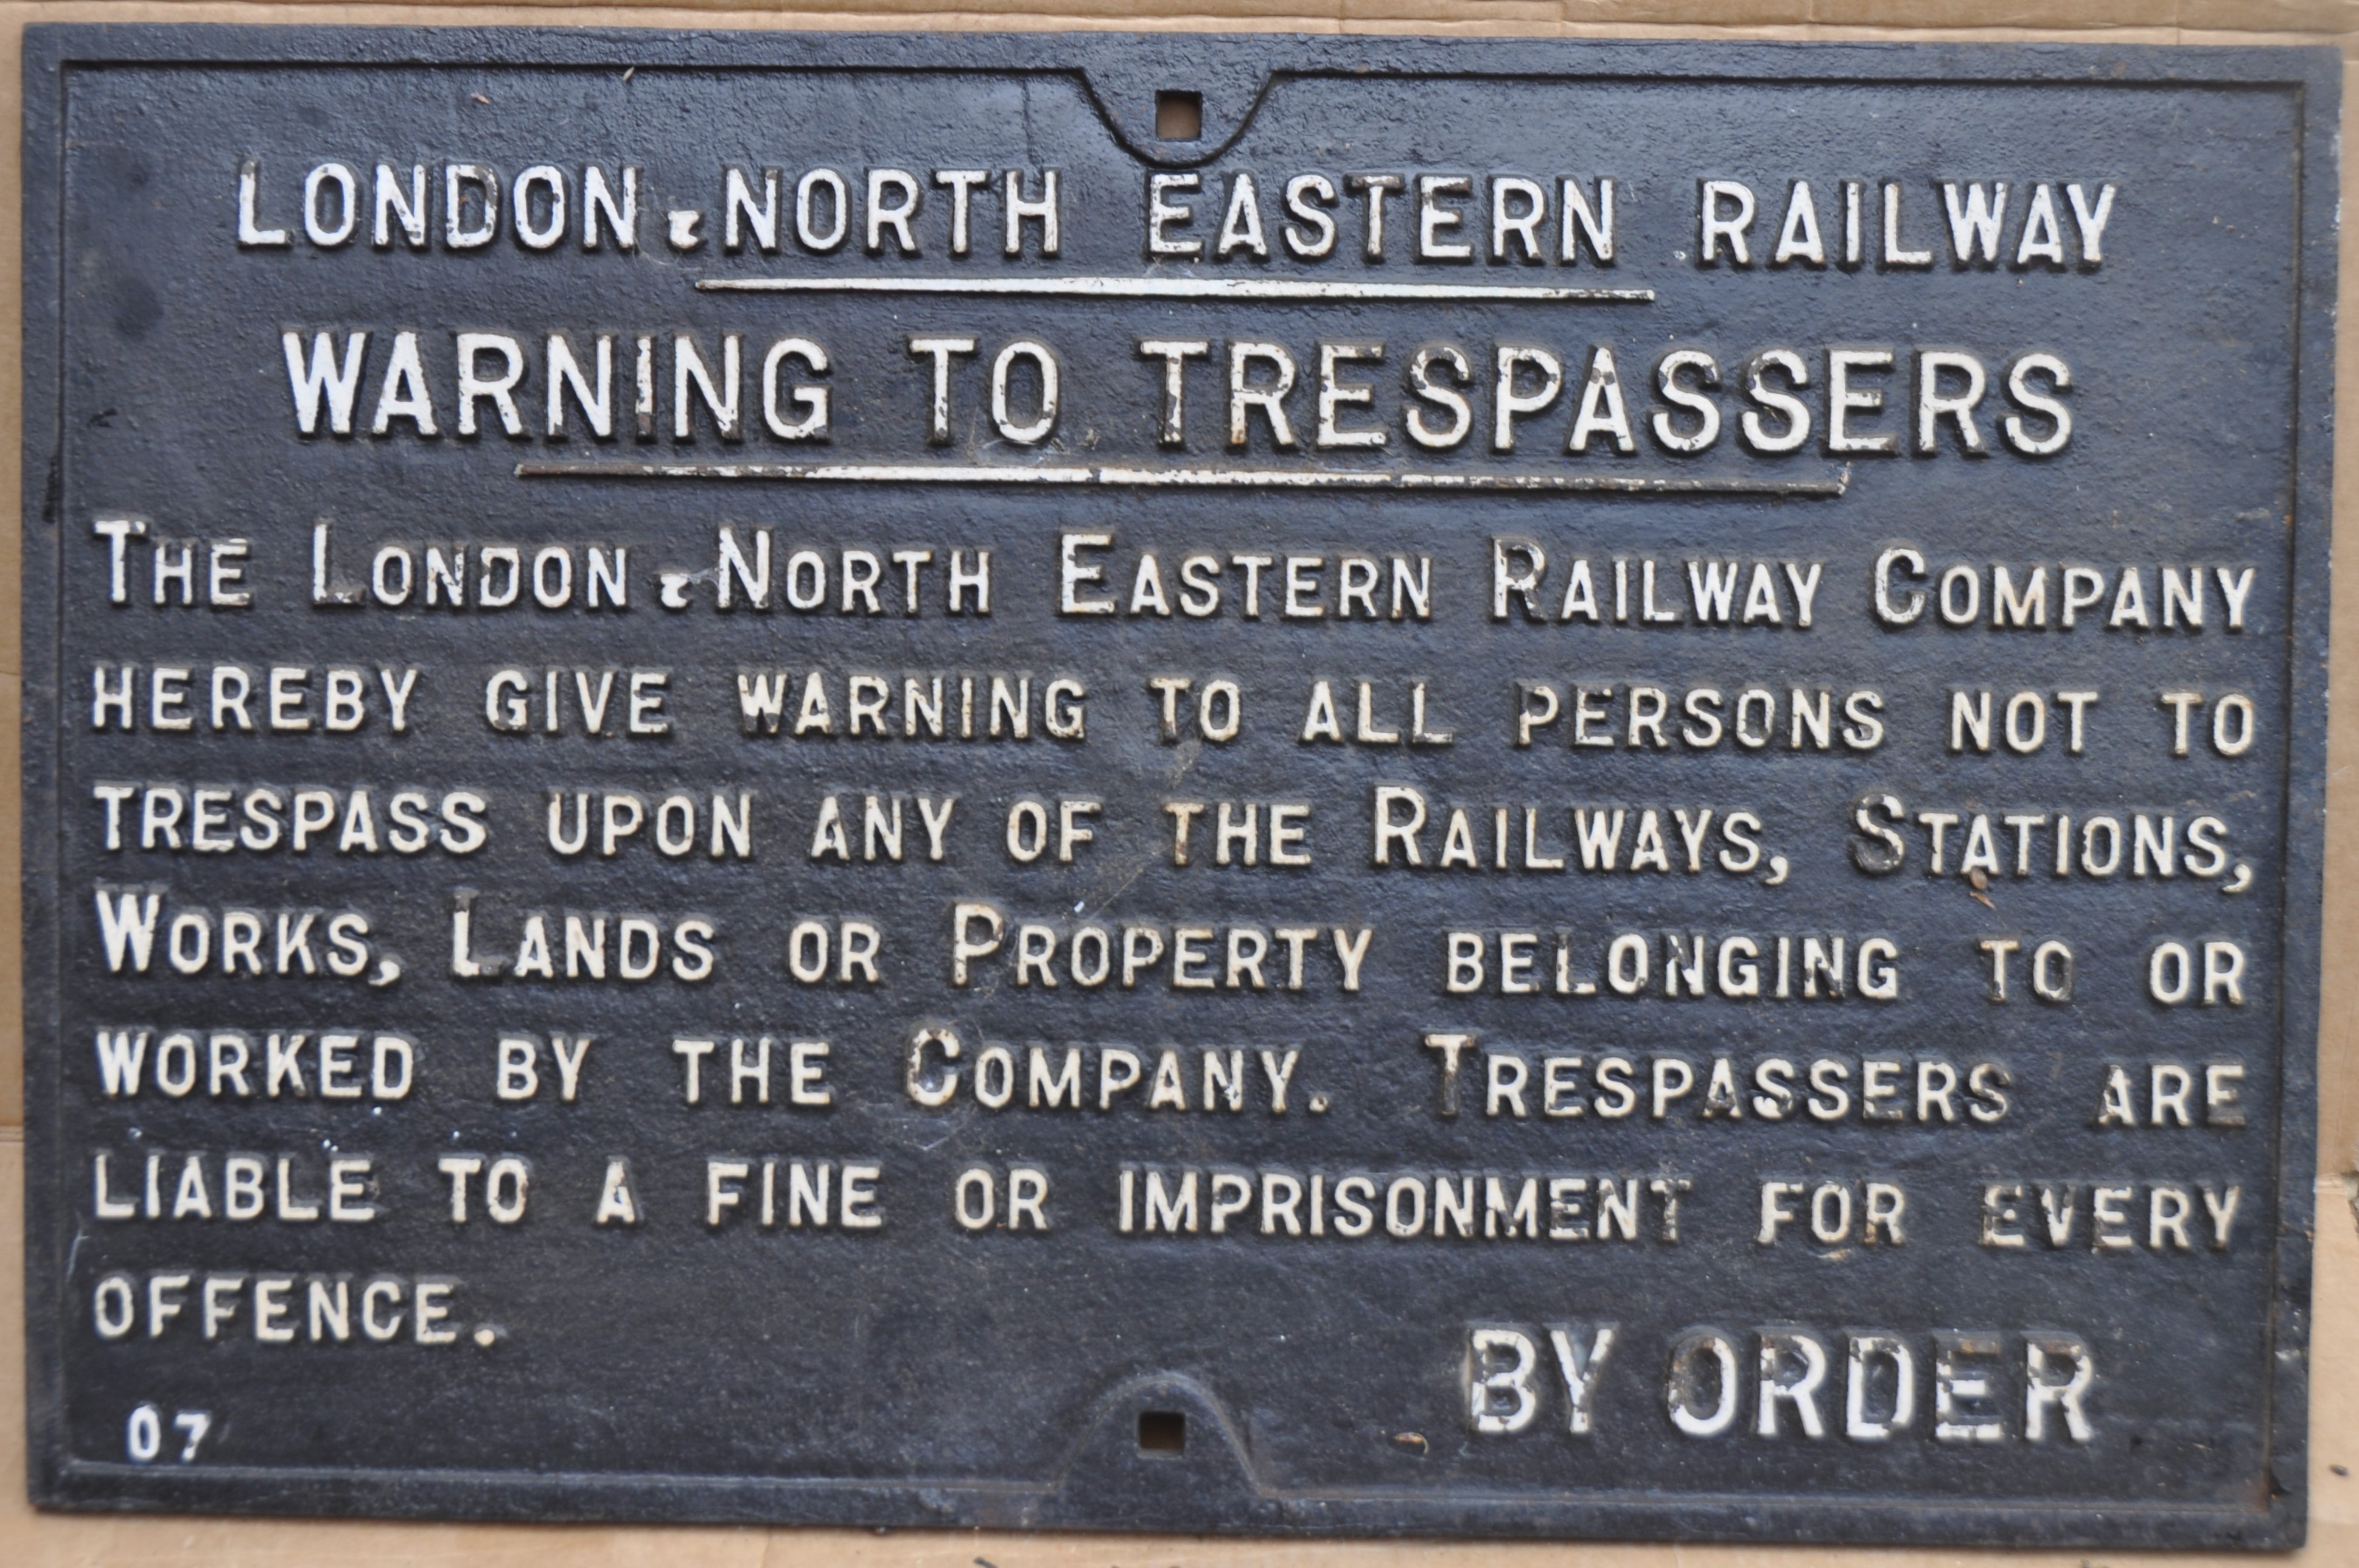 LONDON & NORTH EASTERN RAILWAY
WARNING TO TRESPASSERS
THE LONDON & NORTH EASTERN RAILWAY COMPANY
HEREBY GIVE WARNING TO ALL PERSONS NOT TO
TRESPASS UPON ANY OF THE RAILWAYS, STATIONS,
WORKS, LANDS OR PROPERTY BELONGING TO OR
WORKED BY THE COMPANY. TRESPASSERS ARE
LIABLE TO A FINE OR IMPRISONMENT FOR EVERY
OFFENCE.
BY ORDER
07